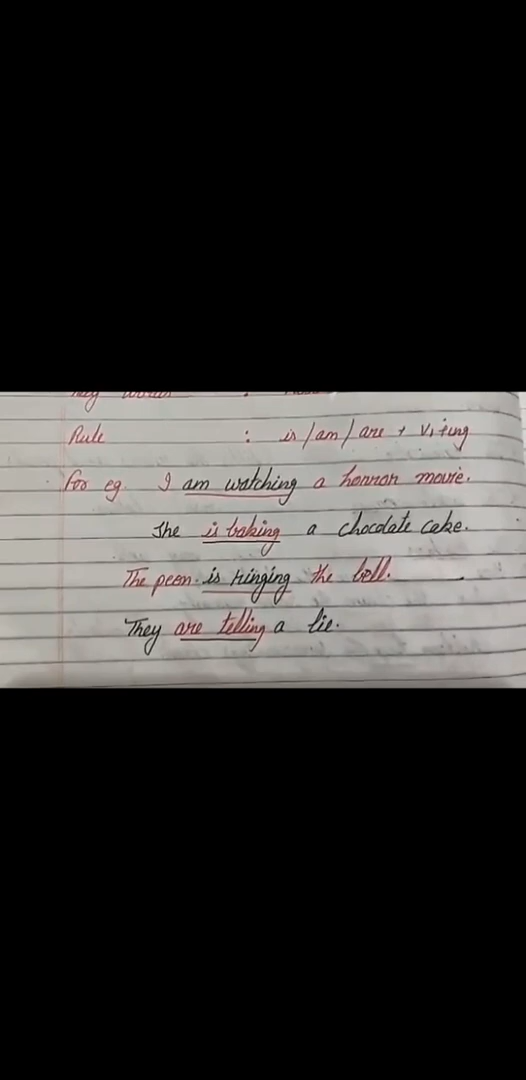 Rule : is / am / are + V1 + ing
For eg. I am watching a horror movie.
She is baking a chocolate cake.
The peon is ringing the bell.
They are telling a lie.